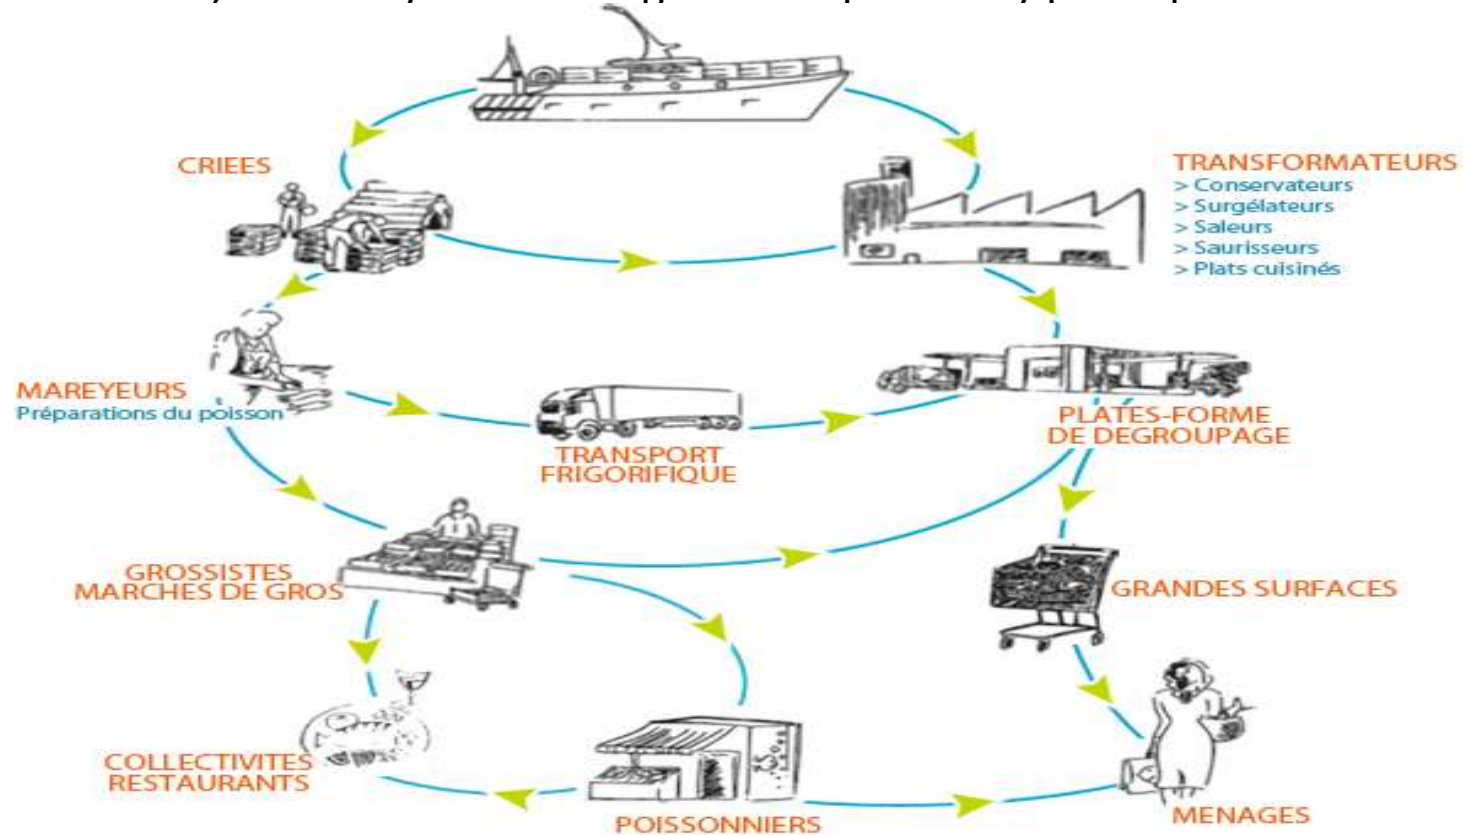 CRIEES
TRANSFORMATEURS
> Conservateurs
> Surgélateurs
> Saleurs
> Saurisseurs
> Plats cuisinés
MAREYEURS
Préparations du poisson
TRANSPORT
FRIGORIFIQUE
PLATES-FORME
DE DEGROUPAGE
GROSSISTES
MARCHES DE GROS
GRANDES SURFACES
COLLECTIVITES
RESTAURANTS
POISSONNIERS
MENAGES